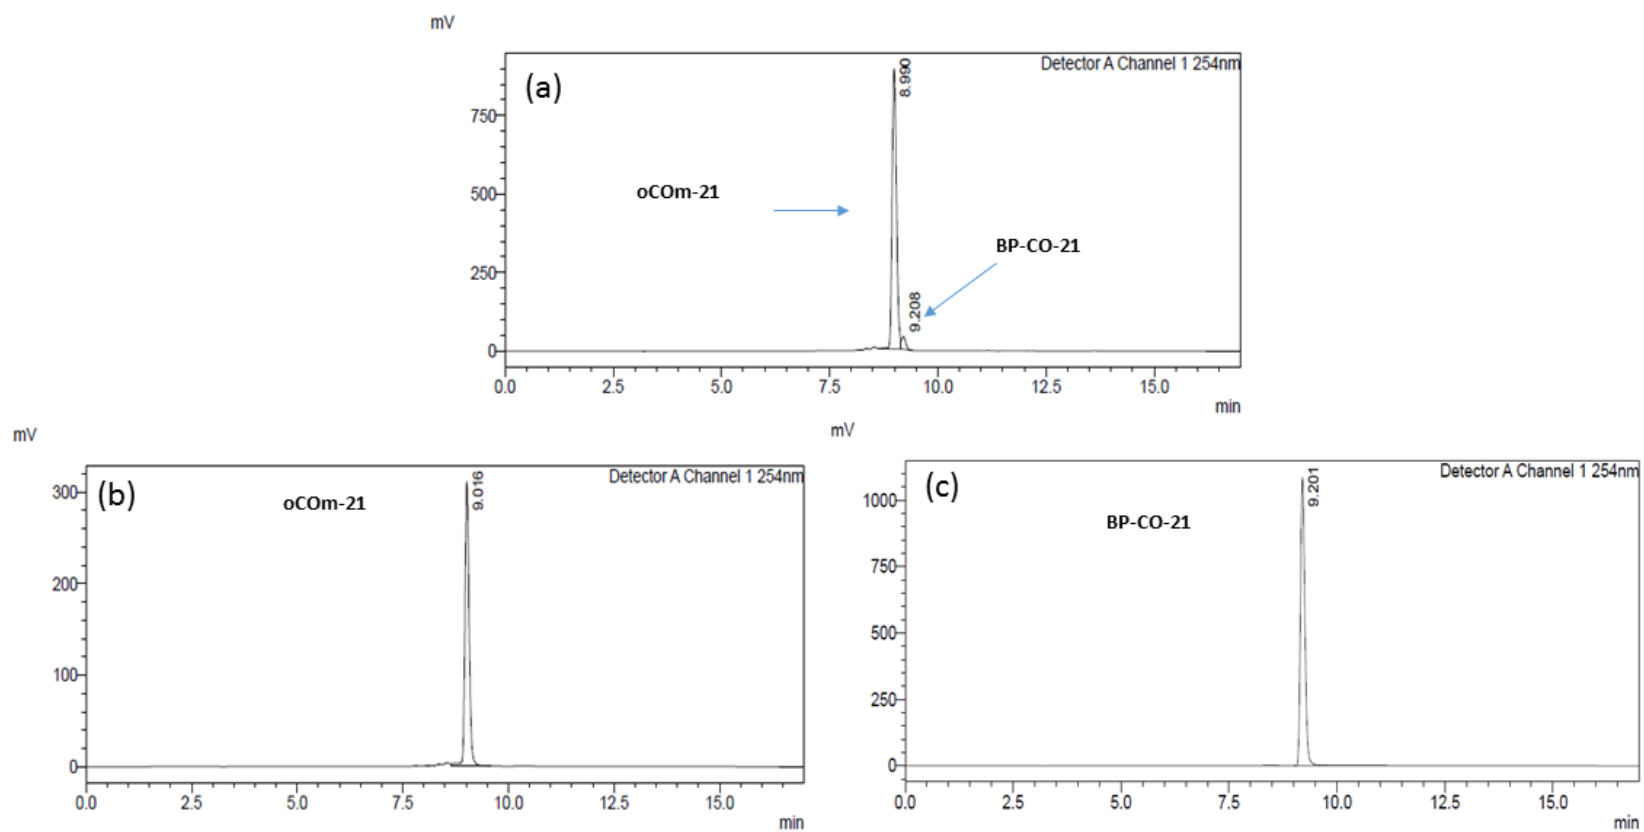 mV
(a)
Detector A Channel 1 254nm
8.990
750
500
oCOm-21
BP-CO-21
250
9.208
0
0.0 2.5 5.0 7.5 10.0 12.5 15.0
min
mV
(b)
Detector A Channel 1 254nm
9.016
300
oCOm-21
200
100
0
0.0 2.5 5.0 7.5 10.0 12.5 15.0
min
mV
(c)
Detector A Channel 1 254nm
9.201
1000
BP-CO-21
750
500
250
0
0.0 2.5 5.0 7.5 10.0 12.5 15.0
min